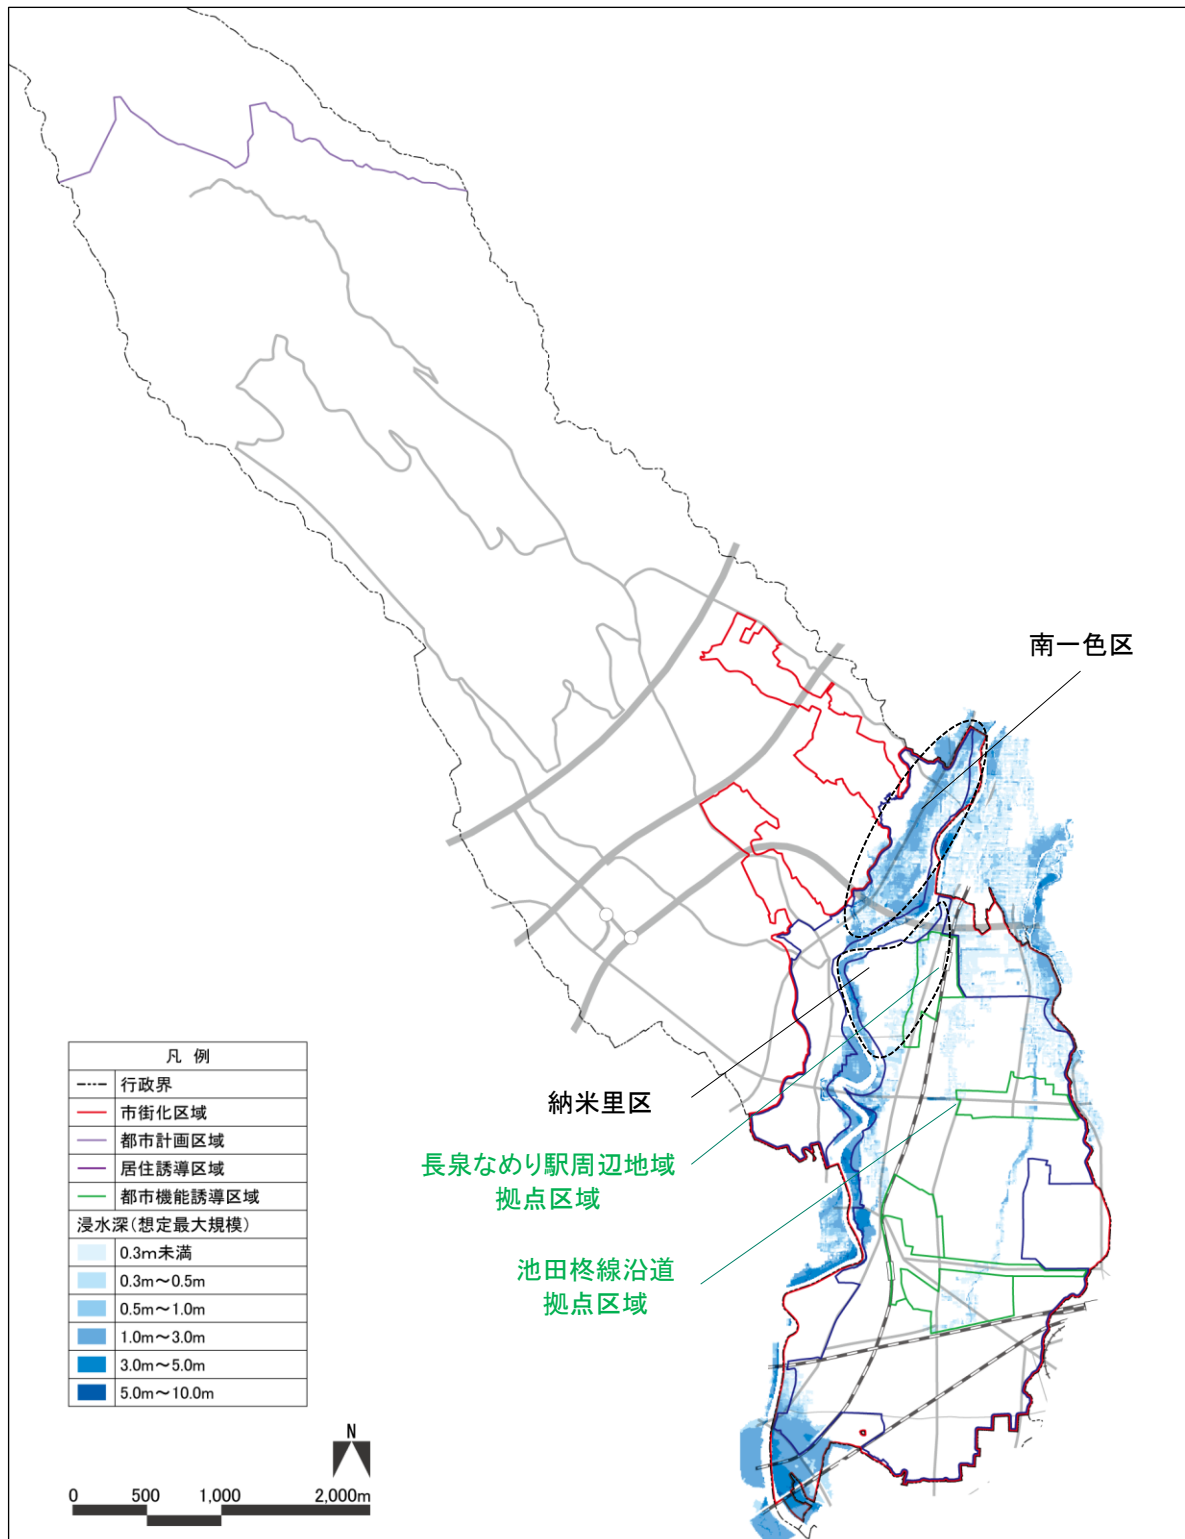 南一色区
納米里区
長泉なめり駅周辺地域
拠点区域
池田柊線沿道
拠点区域
凡 例
行政界
市街化区域
都市計画区域
居住誘導区域
都市機能誘導区域
浸水深(想定最大規模)
0.3m未満
0.3m～0.5m
0.5m～1.0m
1.0m～3.0m
3.0m～5.0m
5.0m～10.0m
N
0 500 1,000 2,000m